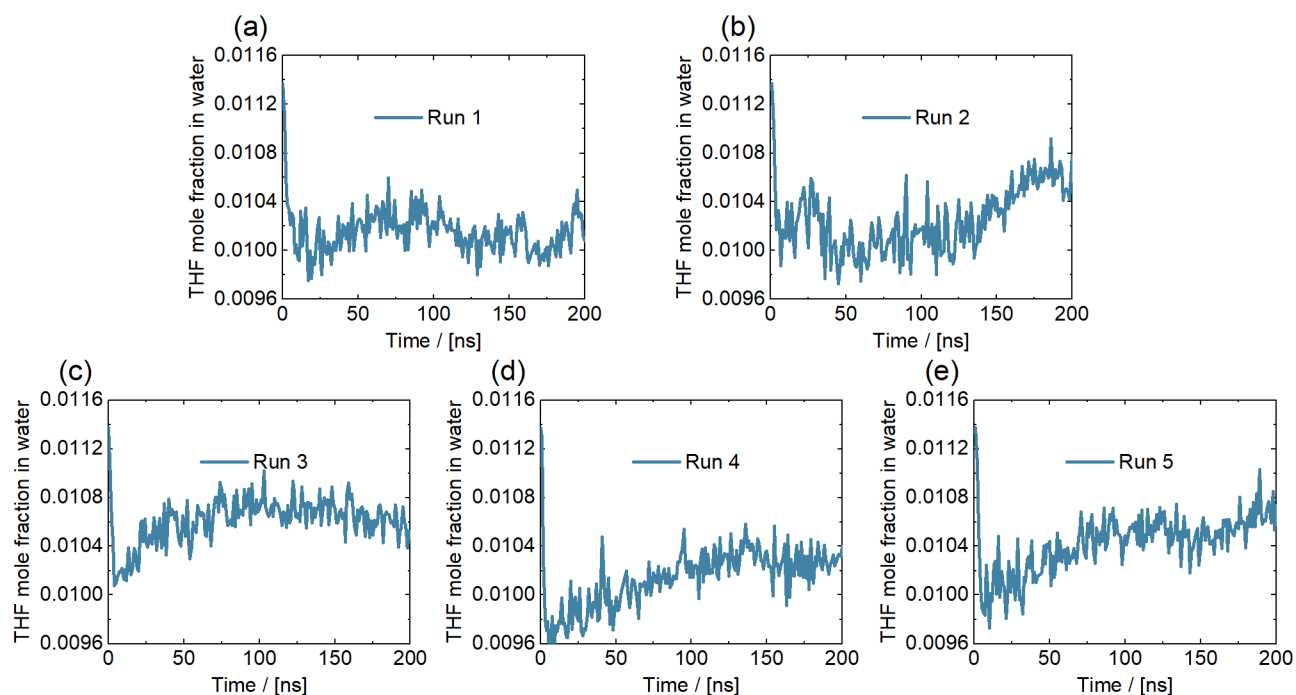 (a)
THF mole fraction in water
0.0116
0.0112
0.0108
0.0104
0.0100
0.0096
Run 1
0 50 100 150 200
Time / [ns]
(b)
THF mole fraction in water
0.0116
0.0112
0.0108
0.0104
0.0100
0.0096
Run 2
0 50 100 150 200
Time / [ns]
(c)
THF mole fraction in water
0.0116
0.0112
0.0108
0.0104
0.0100
0.0096
Run 3
0 50 100 150 200
Time / [ns]
(d)
THF mole fraction in water
0.0116
0.0112
0.0108
0.0104
0.0100
0.0096
Run 4
0 50 100 150 200
Time / [ns]
(e)
THF mole fraction in water
0.0116
0.0112
0.0108
0.0104
0.0100
0.0096
Run 5
0 50 100 150 200
Time / [ns]